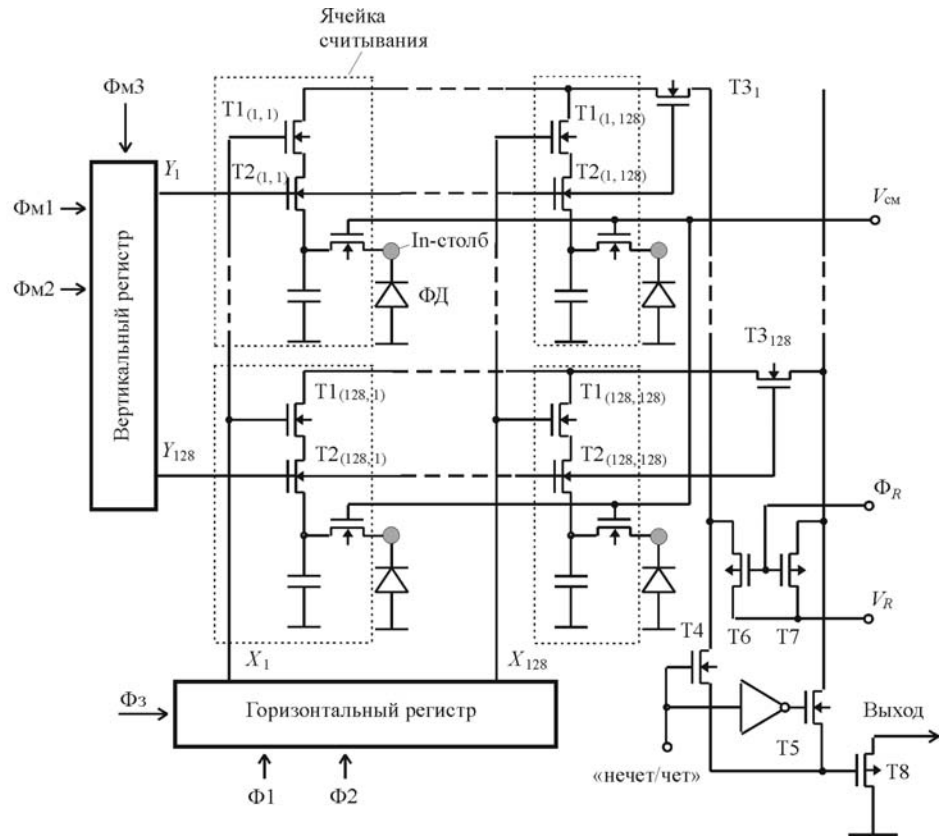 Ячейка
считывания
Фм3
T1(1, 1)
T1(1, 128)
T3₁
Y₁
T2(1, 1)
T2(1, 128)
Vсм
Фм1
In-столб
Фм2
ФД
Вертикальный регистр
T3₁₂₈
T1(128, 1)
T1(128, 128)
Y₁₂₈
T2(128, 1)
T2(128, 128)
Ф_R
V_R
T4
T6
T7
X₁
X₁₂₈
Фз
Горизонтальный регистр
Выход
T5
T8
«нечет/чет»
Ф1
Ф2